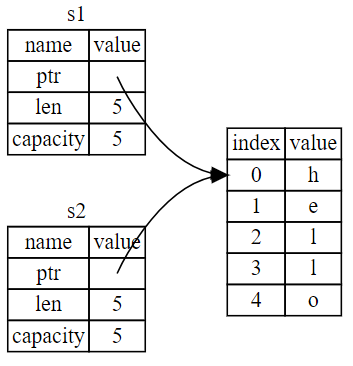 s1
name value
ptr
len 5
capacity 5
s2
name value
ptr
len 5
capacity 5
index value
0 h
1 e
2 l
3 l
4 o